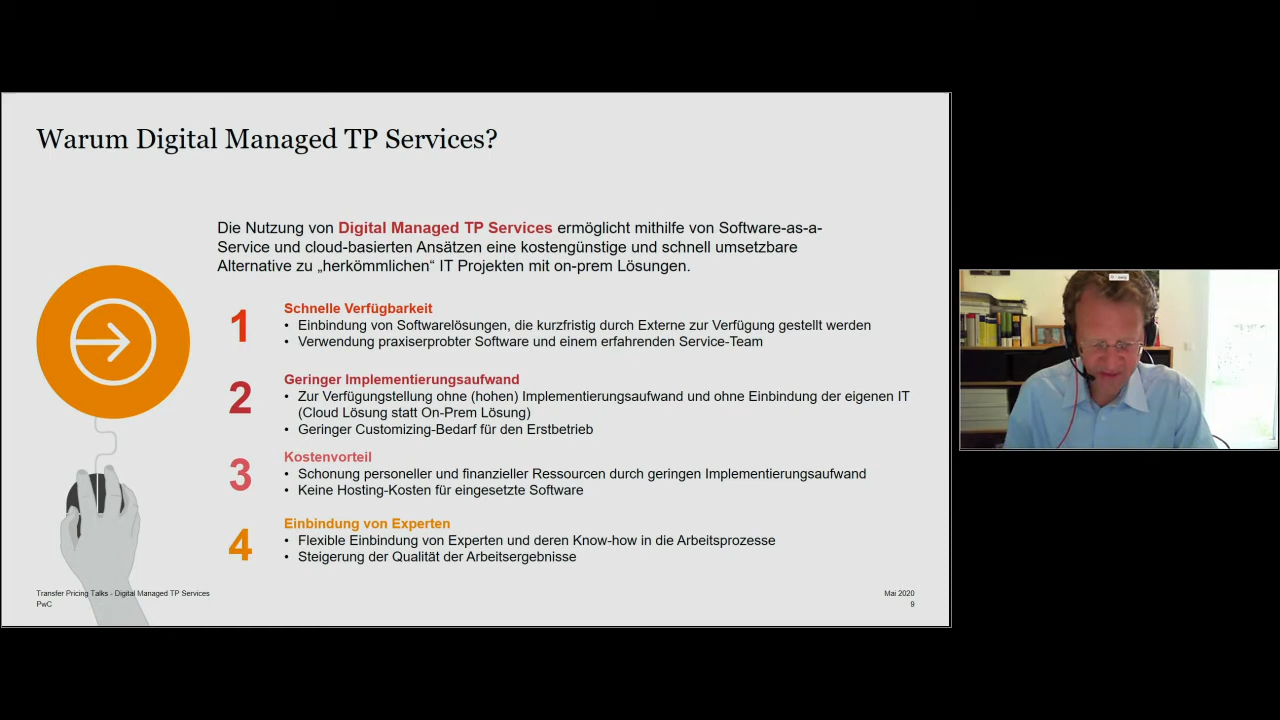 Warum Digital Managed TP Services?
Die Nutzung von Digital Managed TP Services ermöglicht mithilfe von Software-as-a-
Service und cloud-basierten Ansätzen eine kostengünstige und schnell umsetzbare
Alternative zu „herkömmlichen“ IT Projekten mit on-prem Lösungen.
1
Schnelle Verfügbarkeit
• Einbindung von Softwarelösungen, die kurzfristig durch Externe zur Verfügung gestellt werden
• Verwendung praxiserprobter Software und einem erfahrenden Service-Team
2
Geringer Implementierungsaufwand
• Zur Verfügungstellung ohne (hohen) Implementierungsaufwand und ohne Einbindung der eigenen IT
(Cloud Lösung statt On-Prem Lösung)
• Geringer Customizing-Bedarf für den Erstbetrieb
3
Kostenvorteil
• Schonung personeller und finanzieller Ressourcen durch geringen Implementierungsaufwand
• Keine Hosting-Kosten für eingesetzte Software
4
Einbindung von Experten
• Flexible Einbindung von Experten und deren Know-how in die Arbeitsprozesse
• Steigerung der Qualität der Arbeitsergebnisse
Transfer Pricing Talks - Digital Managed TP Services
PwC
Mai 2020
9